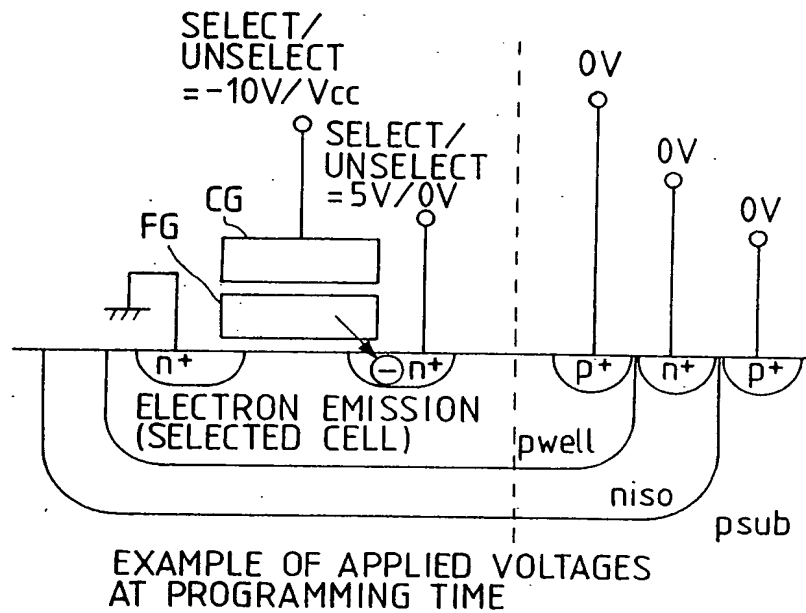 SELECT/
UNSELECT
=-10V/Vcc
SELECT/
UNSELECT
=5V/0V
0V
0V
0V
CG
FG
n+
− n+
p+
n+
p+
ELECTRON EMISSION
(SELECTED CELL)
pwell
niso
psub
EXAMPLE OF APPLIED VOLTAGES
AT PROGRAMMING TIME